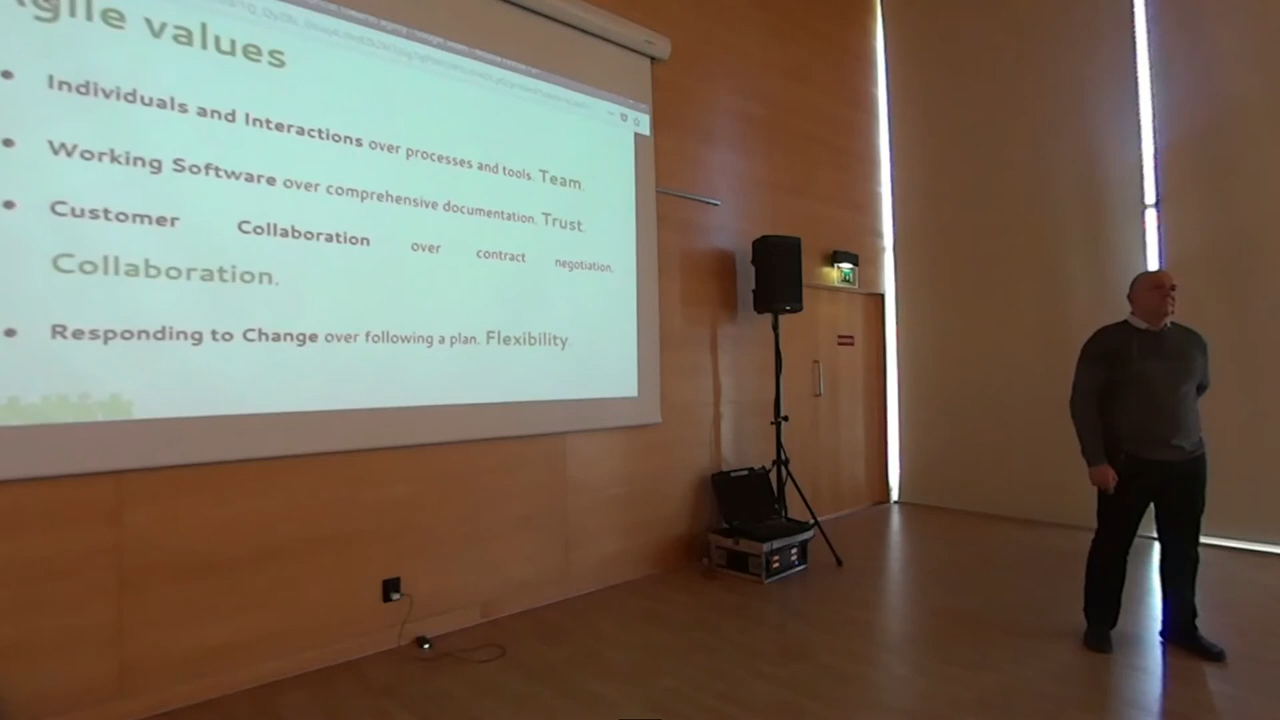 Agile values
• Individuals and Interactions over processes and tools. Team.
• Working Software over comprehensive documentation. Trust.
• Customer Collaboration over contract negotiation.
Collaboration.
• Responding to Change over following a plan. Flexibility